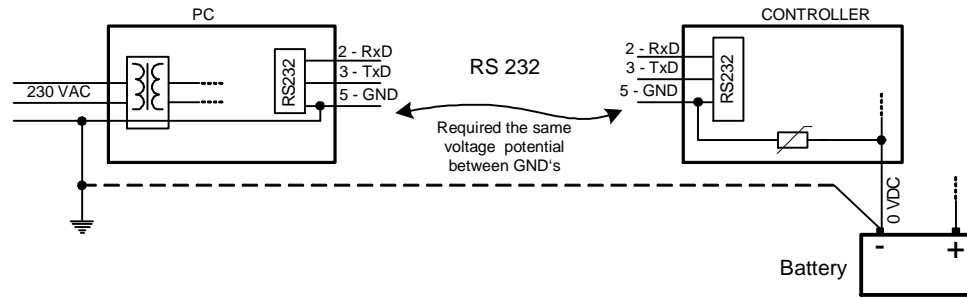 PC
CONTROLLER
230 VAC
RS232
2 - RxD
3 - TxD
5 - GND
RS 232
Required the same
voltage potential
between GND's
2 - RxD
3 - TxD
5 - GND
RS232
0 VDC
- +
Battery